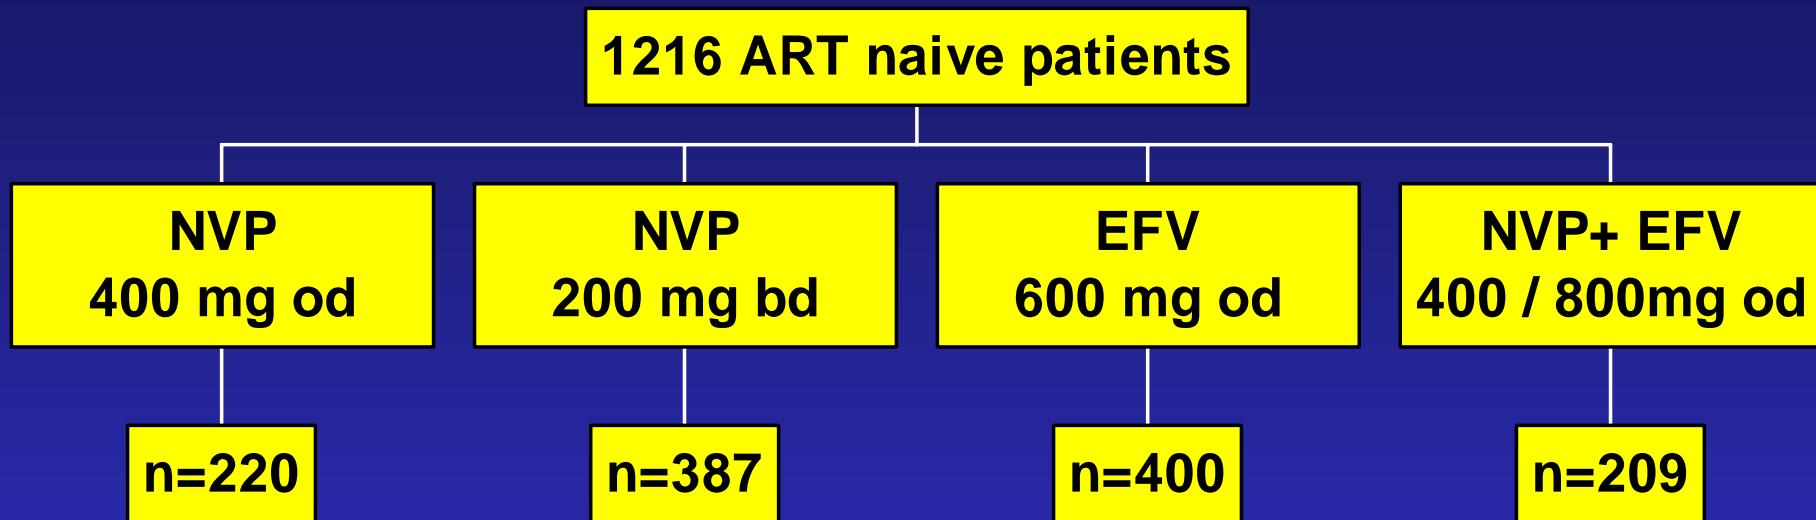 1216 ART naive patients
NVP
400 mg od
NVP
200 mg bd
EFV
600 mg od
NVP+ EFV
400 / 800mg od
n=220
n=387
n=400
n=209